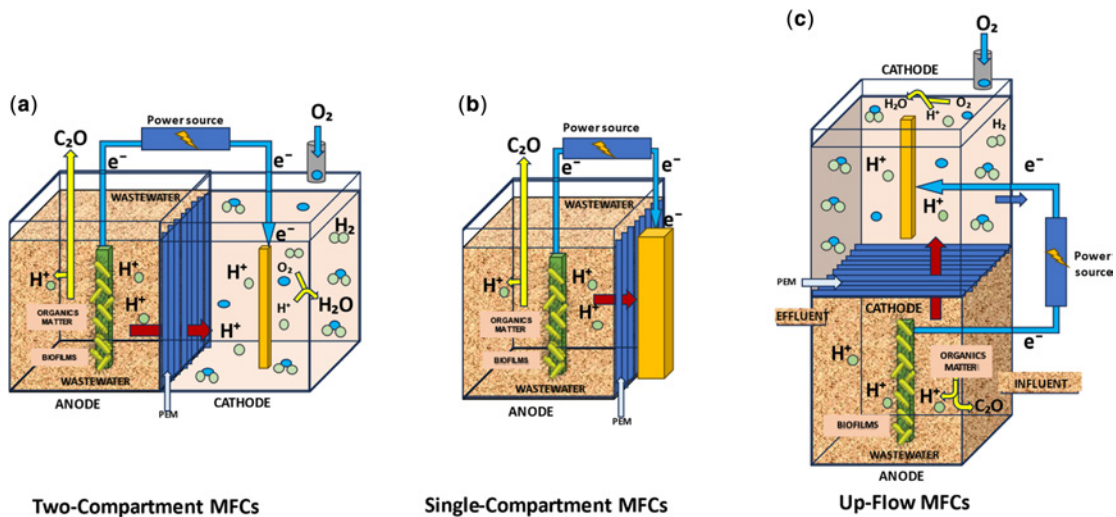 (a)
O₂
Power source
C₂O
e⁻
e⁻
WASTEWATER
e⁻
H₂
H⁺
H⁺
H⁺
O₂
H⁺
H⁺
H₂O
ORGANICS
MATTER
H⁺
H⁺
BIOFILMS
WASTEWATER
PEM
ANODE
CATHODE
Two-Compartment MFCs
(b)
Power source
C₂O
e⁻
e⁻
WASTEWATER
e⁻
H⁺
H⁺
H⁺
ORGANICS
MATTER
BIOFILMS
WASTEWATER
PEM
ANODE
Single-Compartment MFCs
(c)
O₂
CATHODE
H₂O
O₂
H⁺
H₂
H⁺
e⁻
H⁺
Power
source
PEM
CATHODE
EFFLUENT
e⁻
ORGANICS
MATTER
H⁺
INFLUENT
H⁺
H⁺
C₂O
BIOFILMS
WASTEWATER
ANODE
Up-Flow MFCs